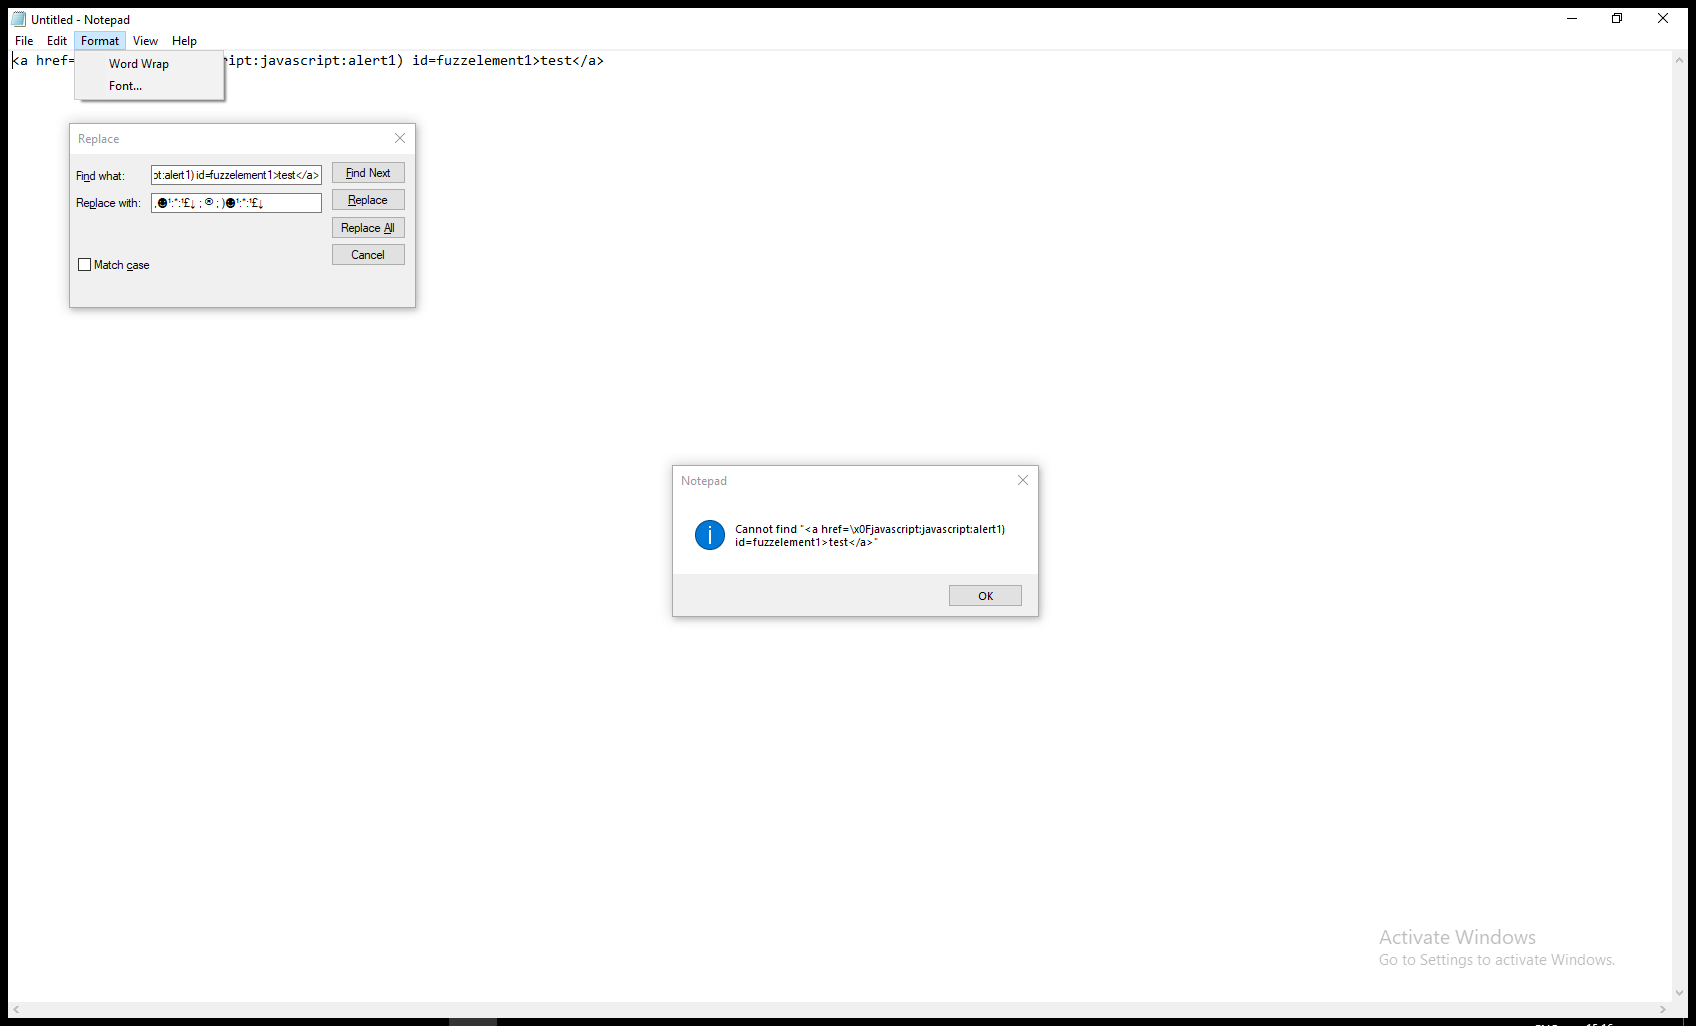 Untitled - Notepad
File Edit Format View Help
<a href= ipt:javascript:alert1) id=fuzzelement1>test</a>
Word Wrap
Font...
Replace
Find what: pt:alert1) id=fuzzelement1>test</a> Find Next
Replace with: Replace
Replace All
Cancel
Match case
Notepad
Cannot find "<a href=\x0Fjavascript:javascript:alert1)
id=fuzzelement1>test</a>"
OK
Activate Windows
Go to Settings to activate Windows.